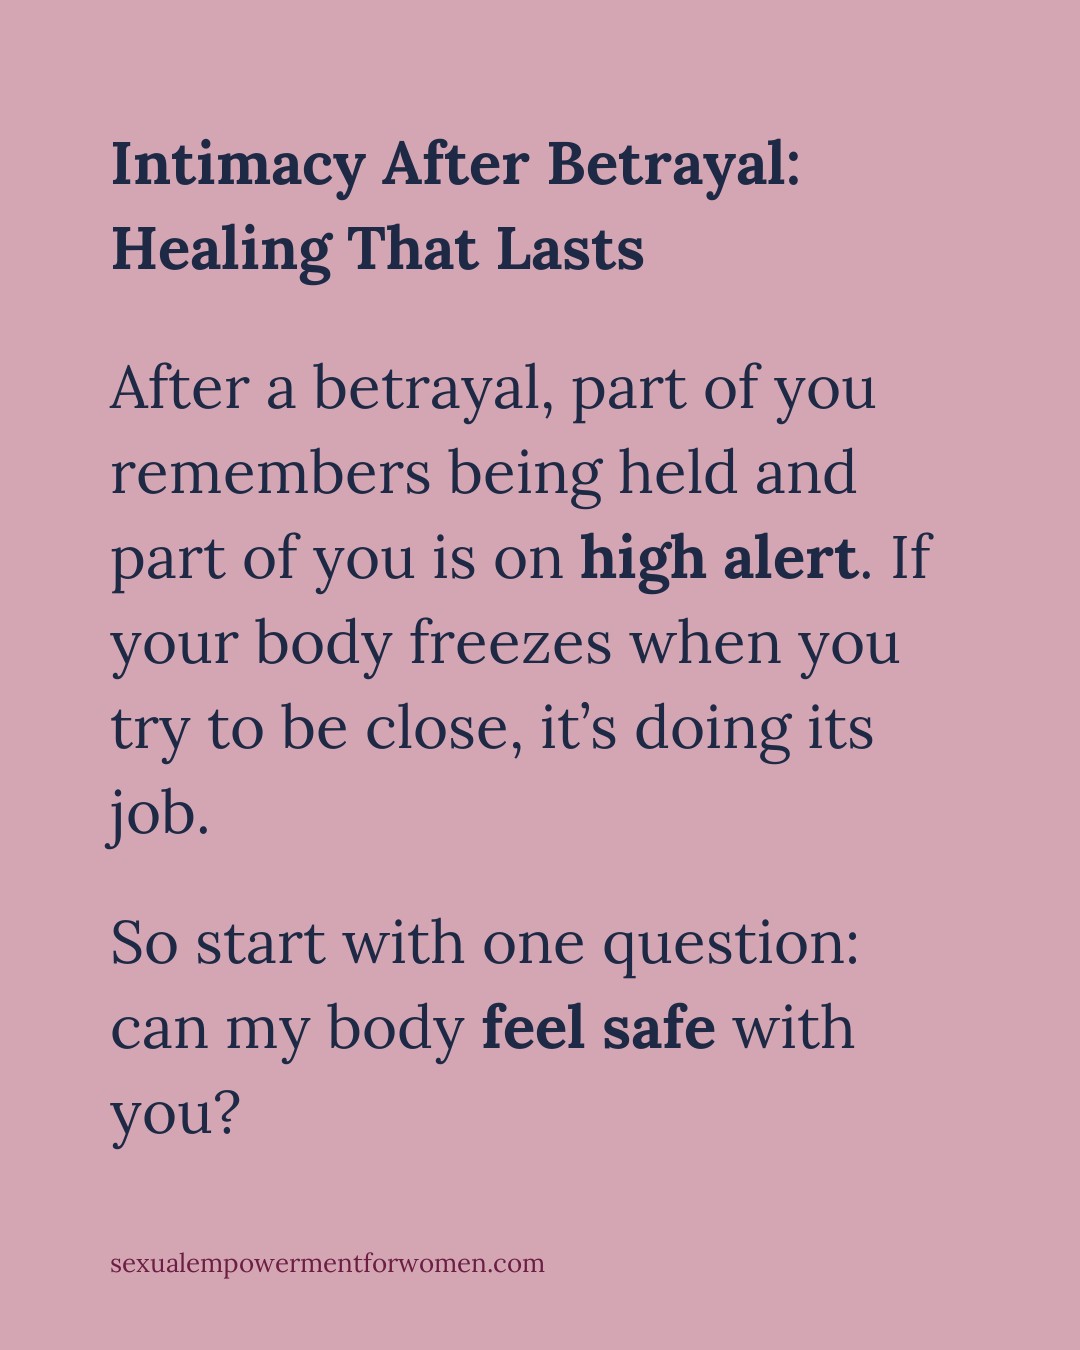 Intimacy After Betrayal:
Healing That Lasts
After a betrayal, part of you
remembers being held and
part of you is on high alert. If
your body freezes when you
try to be close, it’s doing its
job.
So start with one question:
can my body feel safe with
you?
sexualempowermentforwomen.com